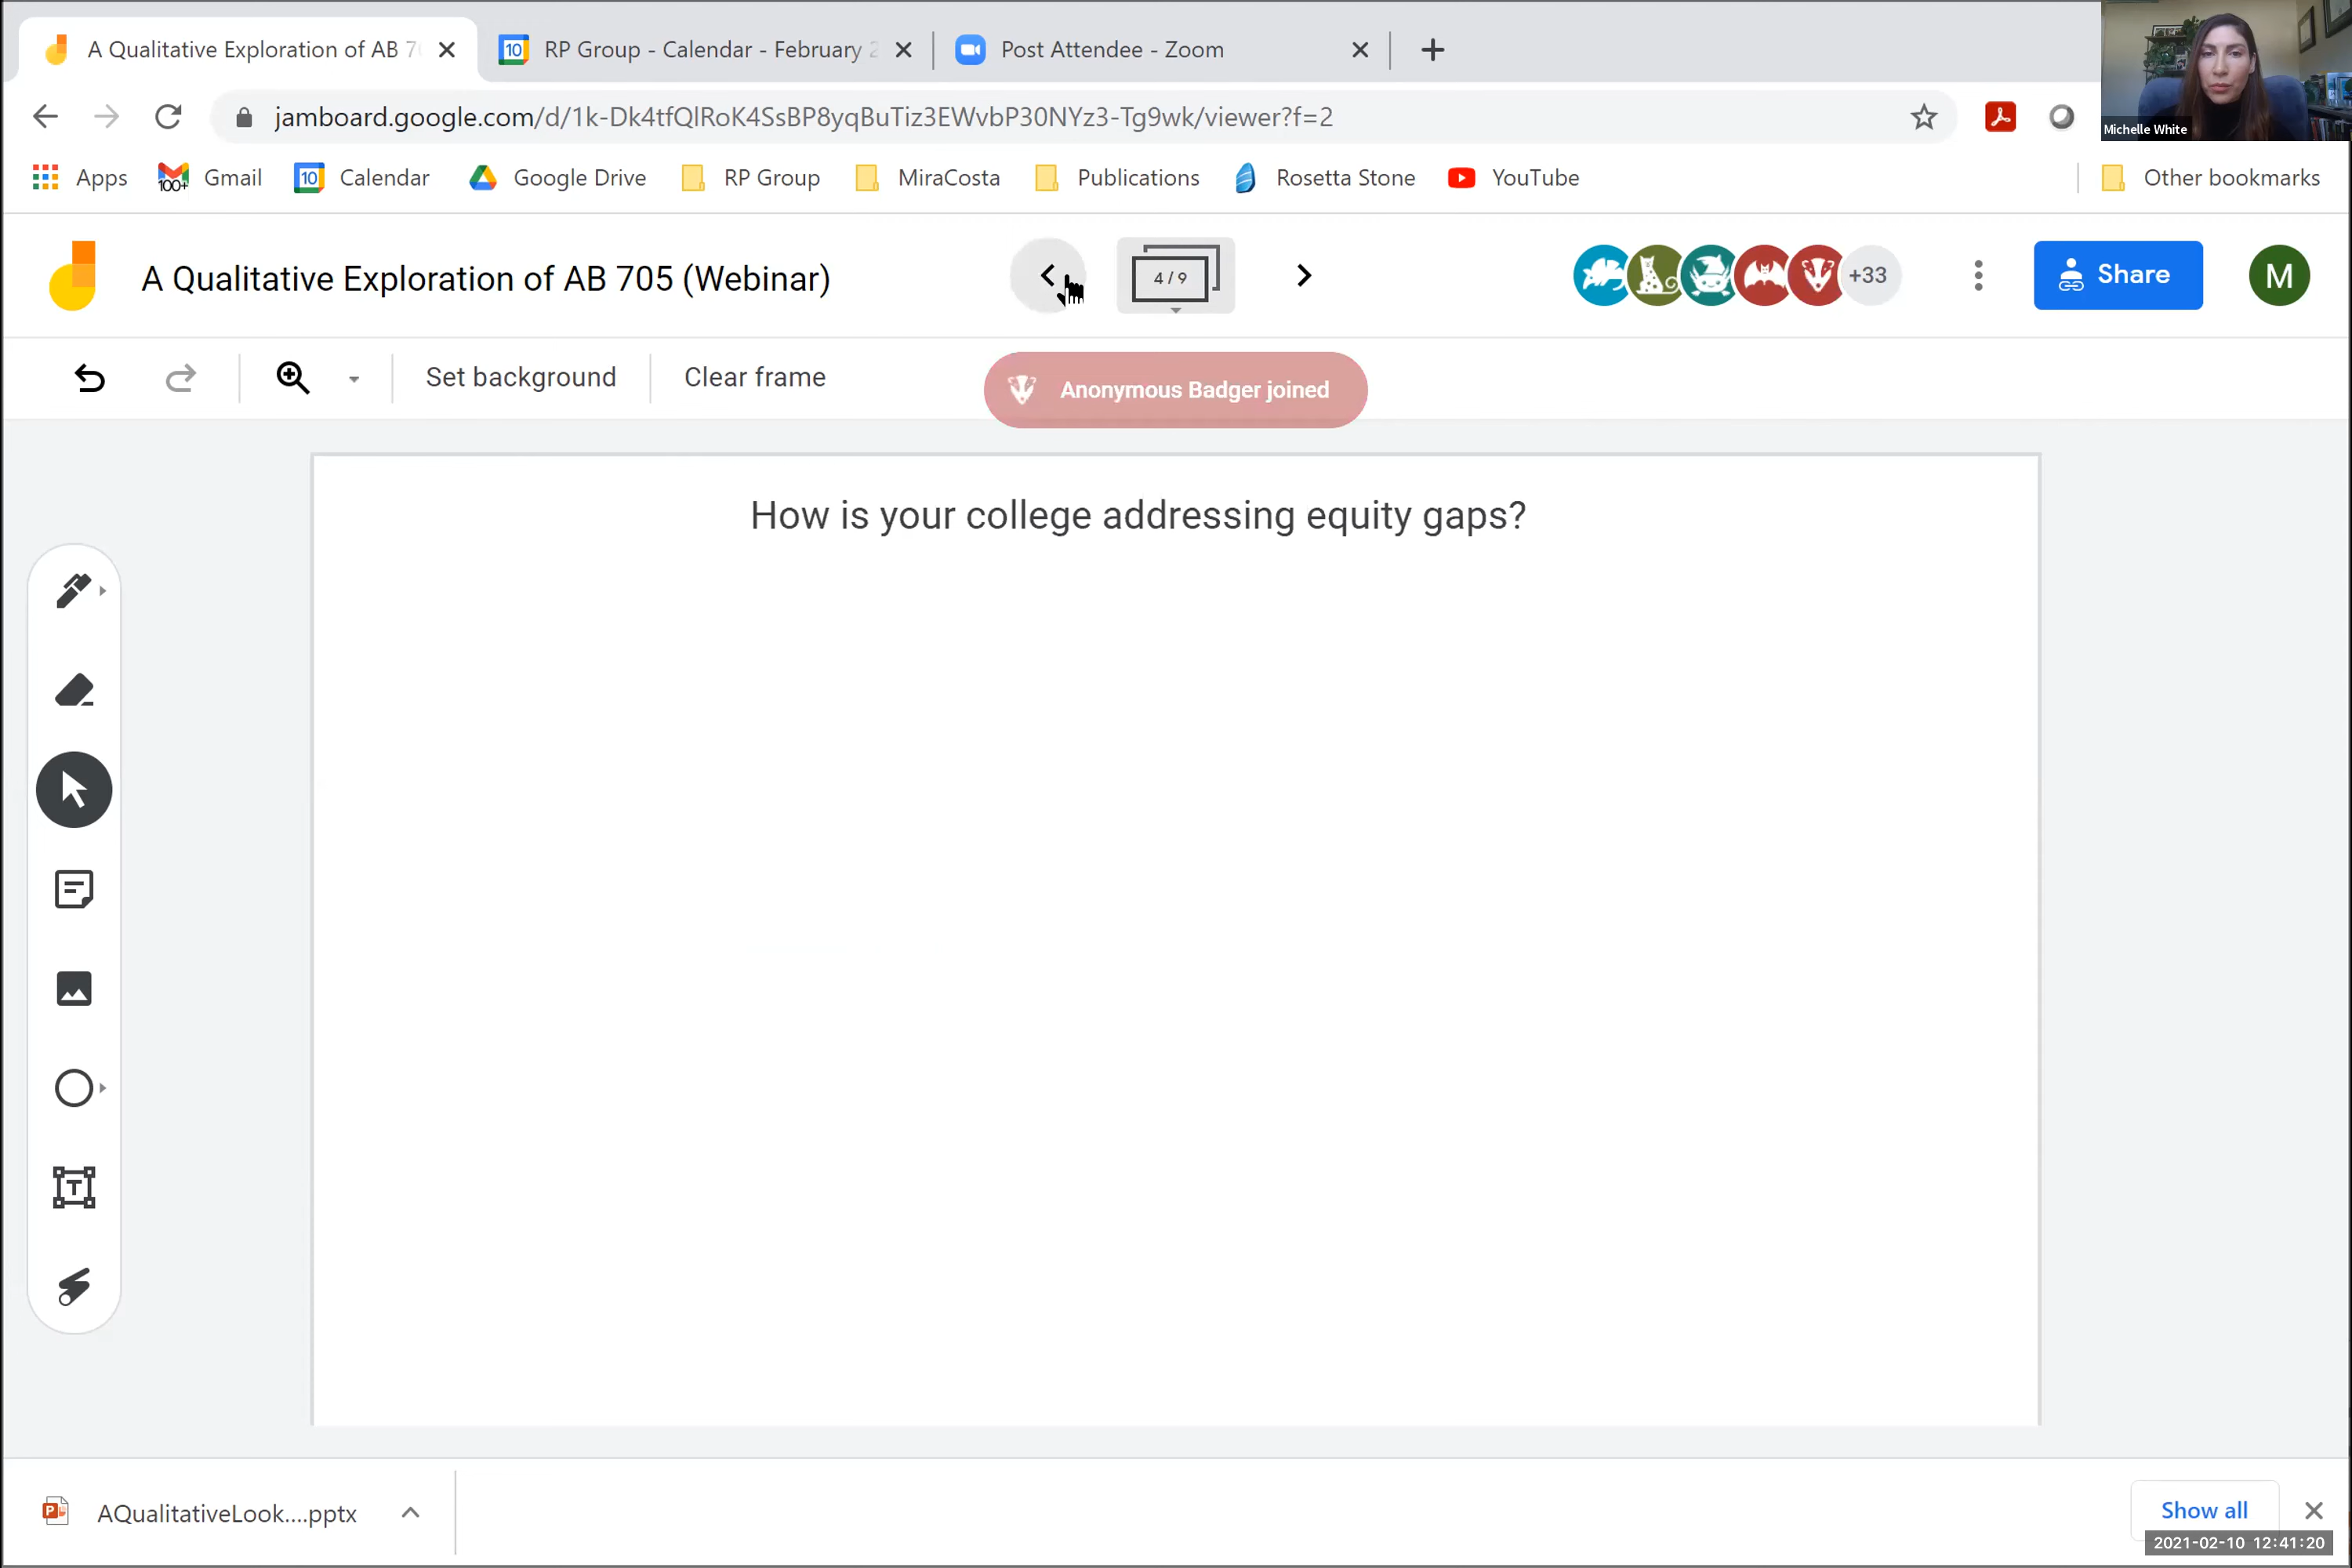 A Qualitative Exploration of AB 7
RP Group - Calendar - February 2
Post Attendee - Zoom
jamboard.google.com/d/1k-Dk4tfQlRoK4SsBP8yqBuTiz3EWvbP30NYz3-Tg9wk/viewer?f=2
Michelle White
Apps
100+
Gmail
10
Calendar
Google Drive
RP Group
MiraCosta
Publications
Rosetta Stone
YouTube
Other bookmarks
A Qualitative Exploration of AB 705 (Webinar)
4 / 9
+33
Share
M
Set background
Clear frame
Anonymous Badger joined
How is your college addressing equity gaps?
AQualitativeLook....pptx
Show all
2021-02-10 12:41:20